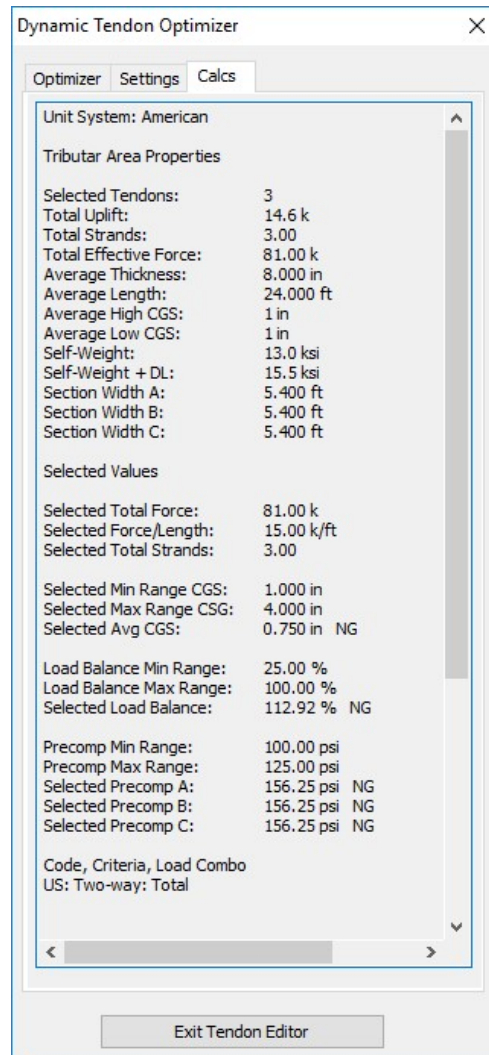 Dynamic Tendon Optimizer
Optimizer Settings Calcs
Unit System: American
Tributar Area Properties
Selected Tendons: 3
Total Uplift: 14.6 k
Total Strands: 3.00
Total Effective Force: 81.00 k
Average Thickness: 8.000 in
Average Length: 24.000 ft
Average High CGS: 1 in
Average Low CGS: 1 in
Self-Weight: 13.0 ksi
Self-Weight + DL: 15.5 ksi
Section Width A: 5.400 ft
Section Width B: 5.400 ft
Section Width C: 5.400 ft
Selected Values
Selected Total Force: 81.00 k
Selected Force/Length: 15.00 k/ft
Selected Total Strands: 3.00
Selected Min Range CGS: 1.000 in
Selected Max Range CSG: 4.000 in
Selected Avg CGS: 0.750 in NG
Load Balance Min Range: 25.00 %
Load Balance Max Range: 100.00 %
Selected Load Balance: 112.92 % NG
Precomp Min Range: 100.00 psi
Precomp Max Range: 125.00 psi
Selected Precomp A: 156.25 psi NG
Selected Precomp B: 156.25 psi NG
Selected Precomp C: 156.25 psi NG
Code, Criteria, Load Combo
US: Two-way: Total
Exit Tendon Editor